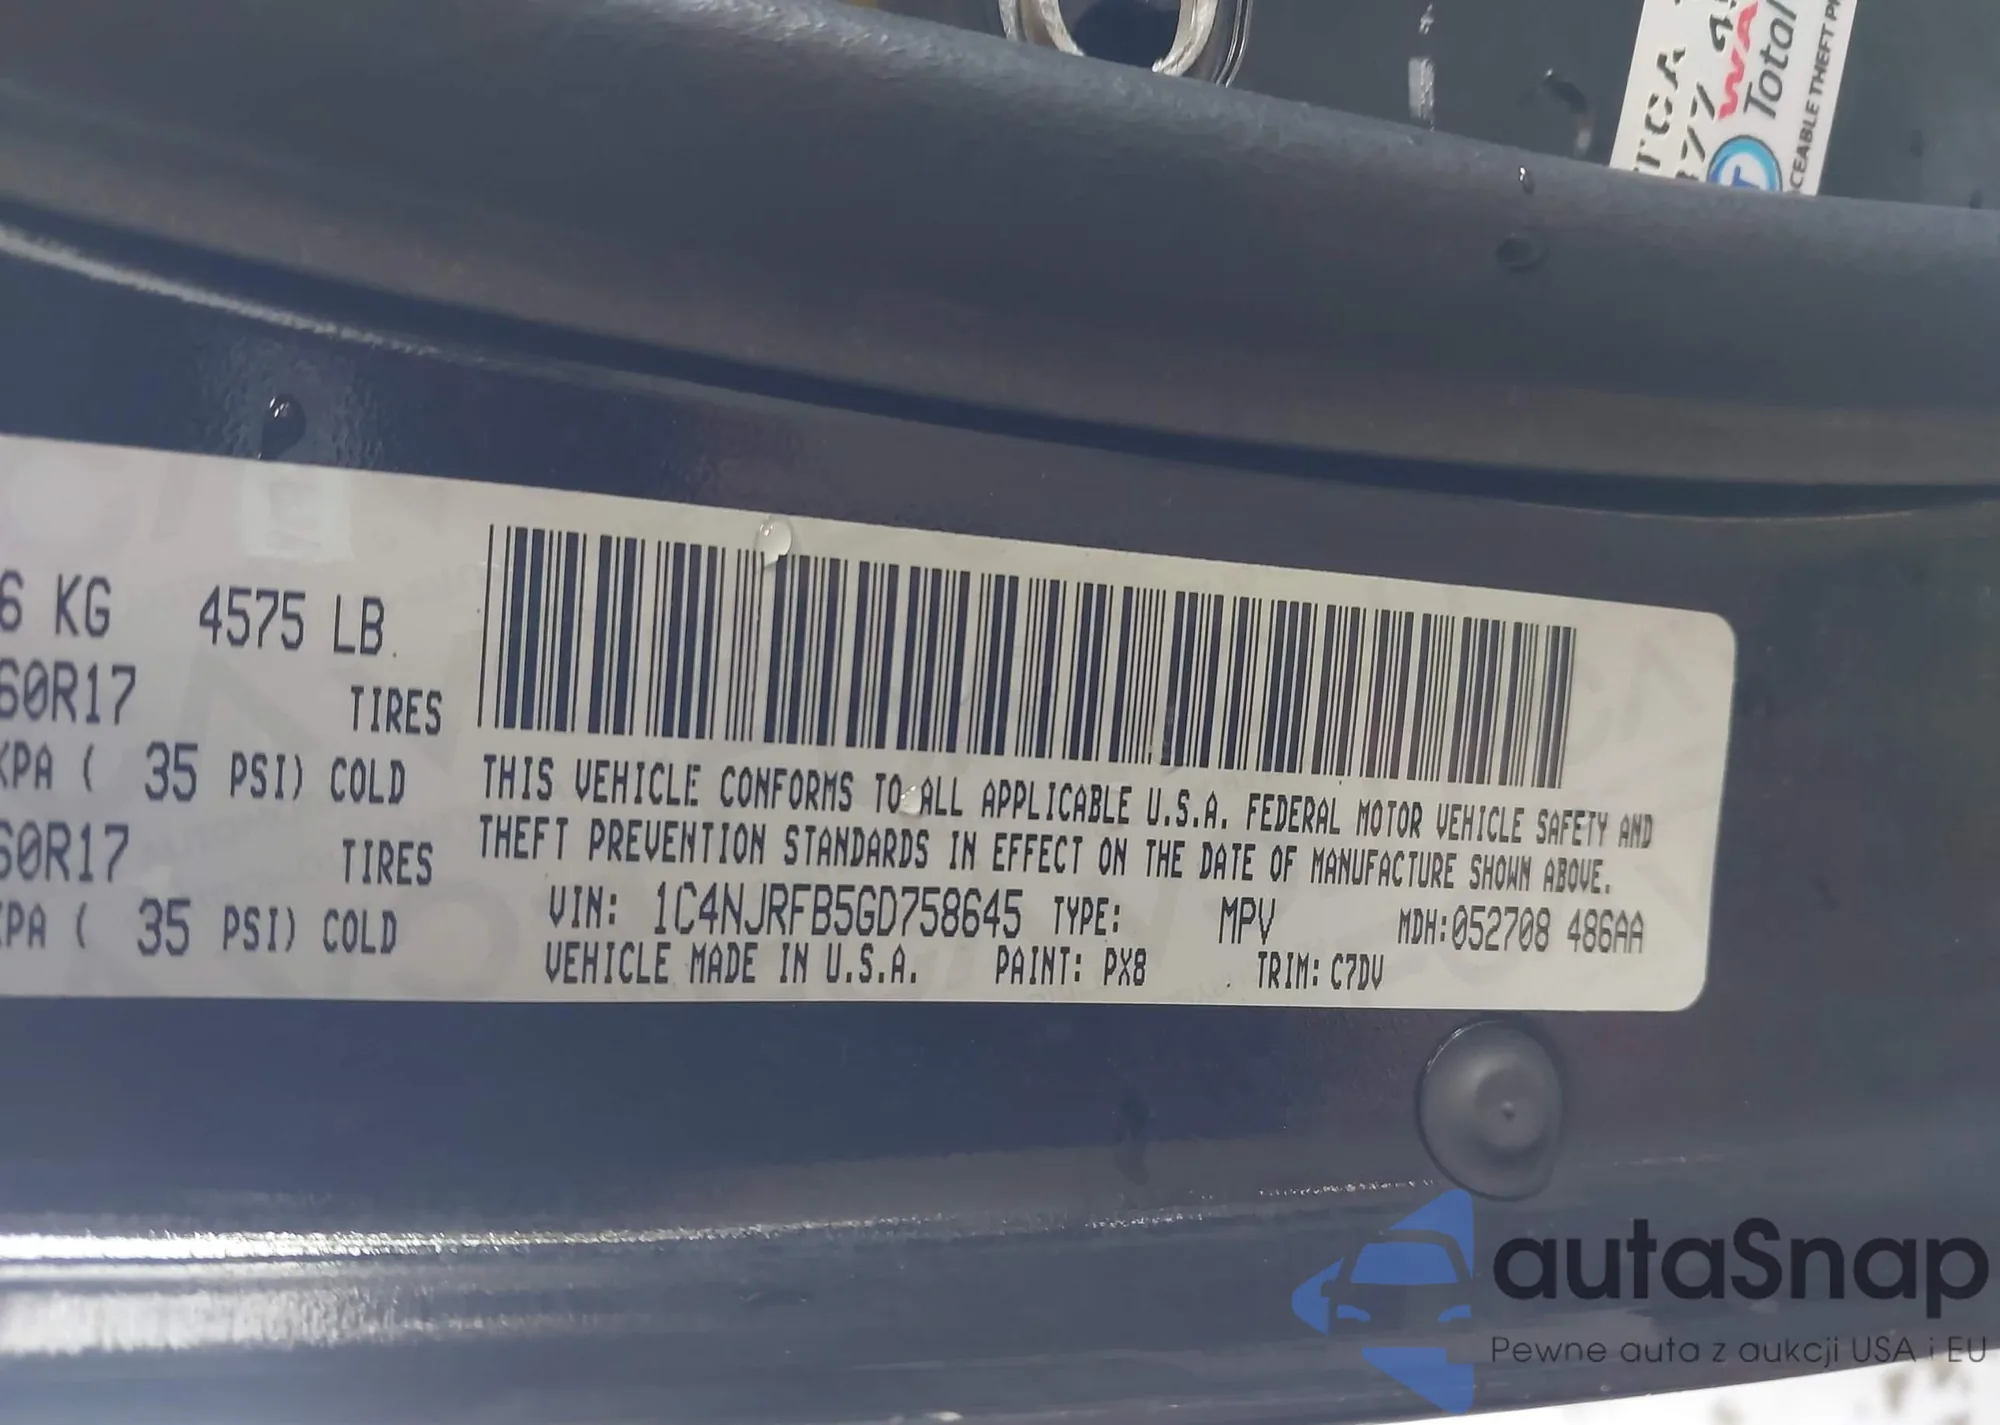 Total
CEABLE THEFT
6 KG 4575 LB
60R17 TIRES
KPA ( 35 PSI) COLD
60R17 TIRES
KPA ( 35 PSI) COLD
THIS VEHICLE CONFORMS TO ALL APPLICABLE U.S.A. FEDERAL MOTOR VEHICLE SAFETY AND
THEFT PREVENTION STANDARDS IN EFFECT ON THE DATE OF MANUFACTURE SHOWN ABOVE.
VIN: 1C4NJRFB5GD758645 TYPE: MPV MDH:052708 486AA
VEHICLE MADE IN U.S.A. PAINT: PX8 TRIM: C7DV
autaSnap
Pewne auta z aukcji USA i EU